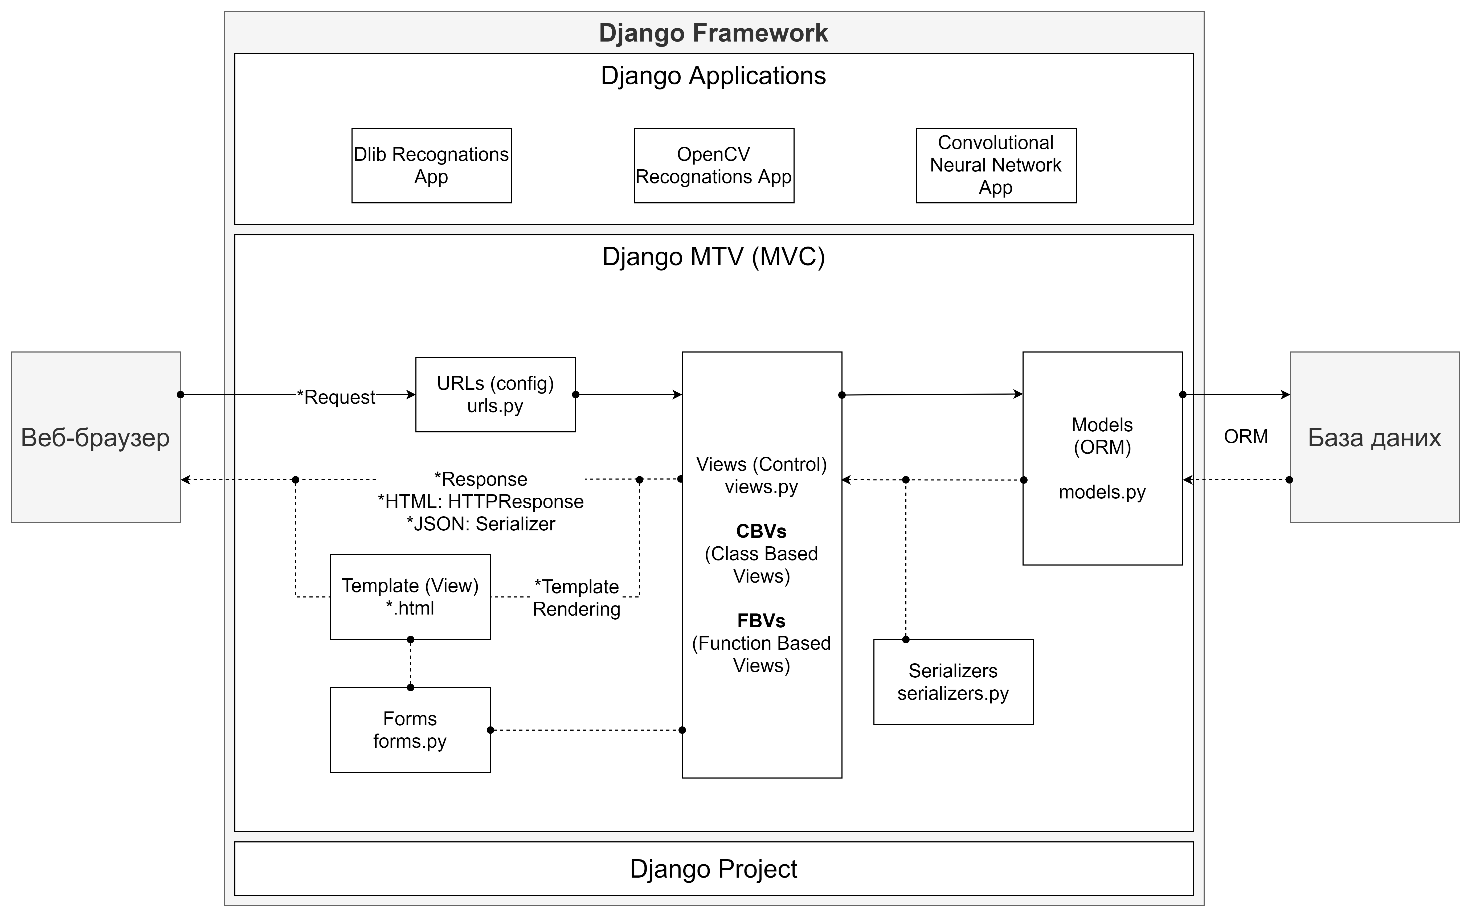 Django Framework
Django Applications
Dlib Recognations
App
OpenCV
Recognations App
Convolutional
Neural Network
App
Django MTV (MVC)
Веб-браузер
*Request
URLs (config)
urls.py
*Response
*HTML: HTTPResponse
*JSON: Serializer
Template (View)
*.html
*Template
Rendering
Forms
forms.py
Views (Control)
views.py
CBVs
(Class Based
Views)
FBVs
(Function Based
Views)
Models
(ORM)
models.py
Serializers
serializers.py
ORM
База даних
Django Project